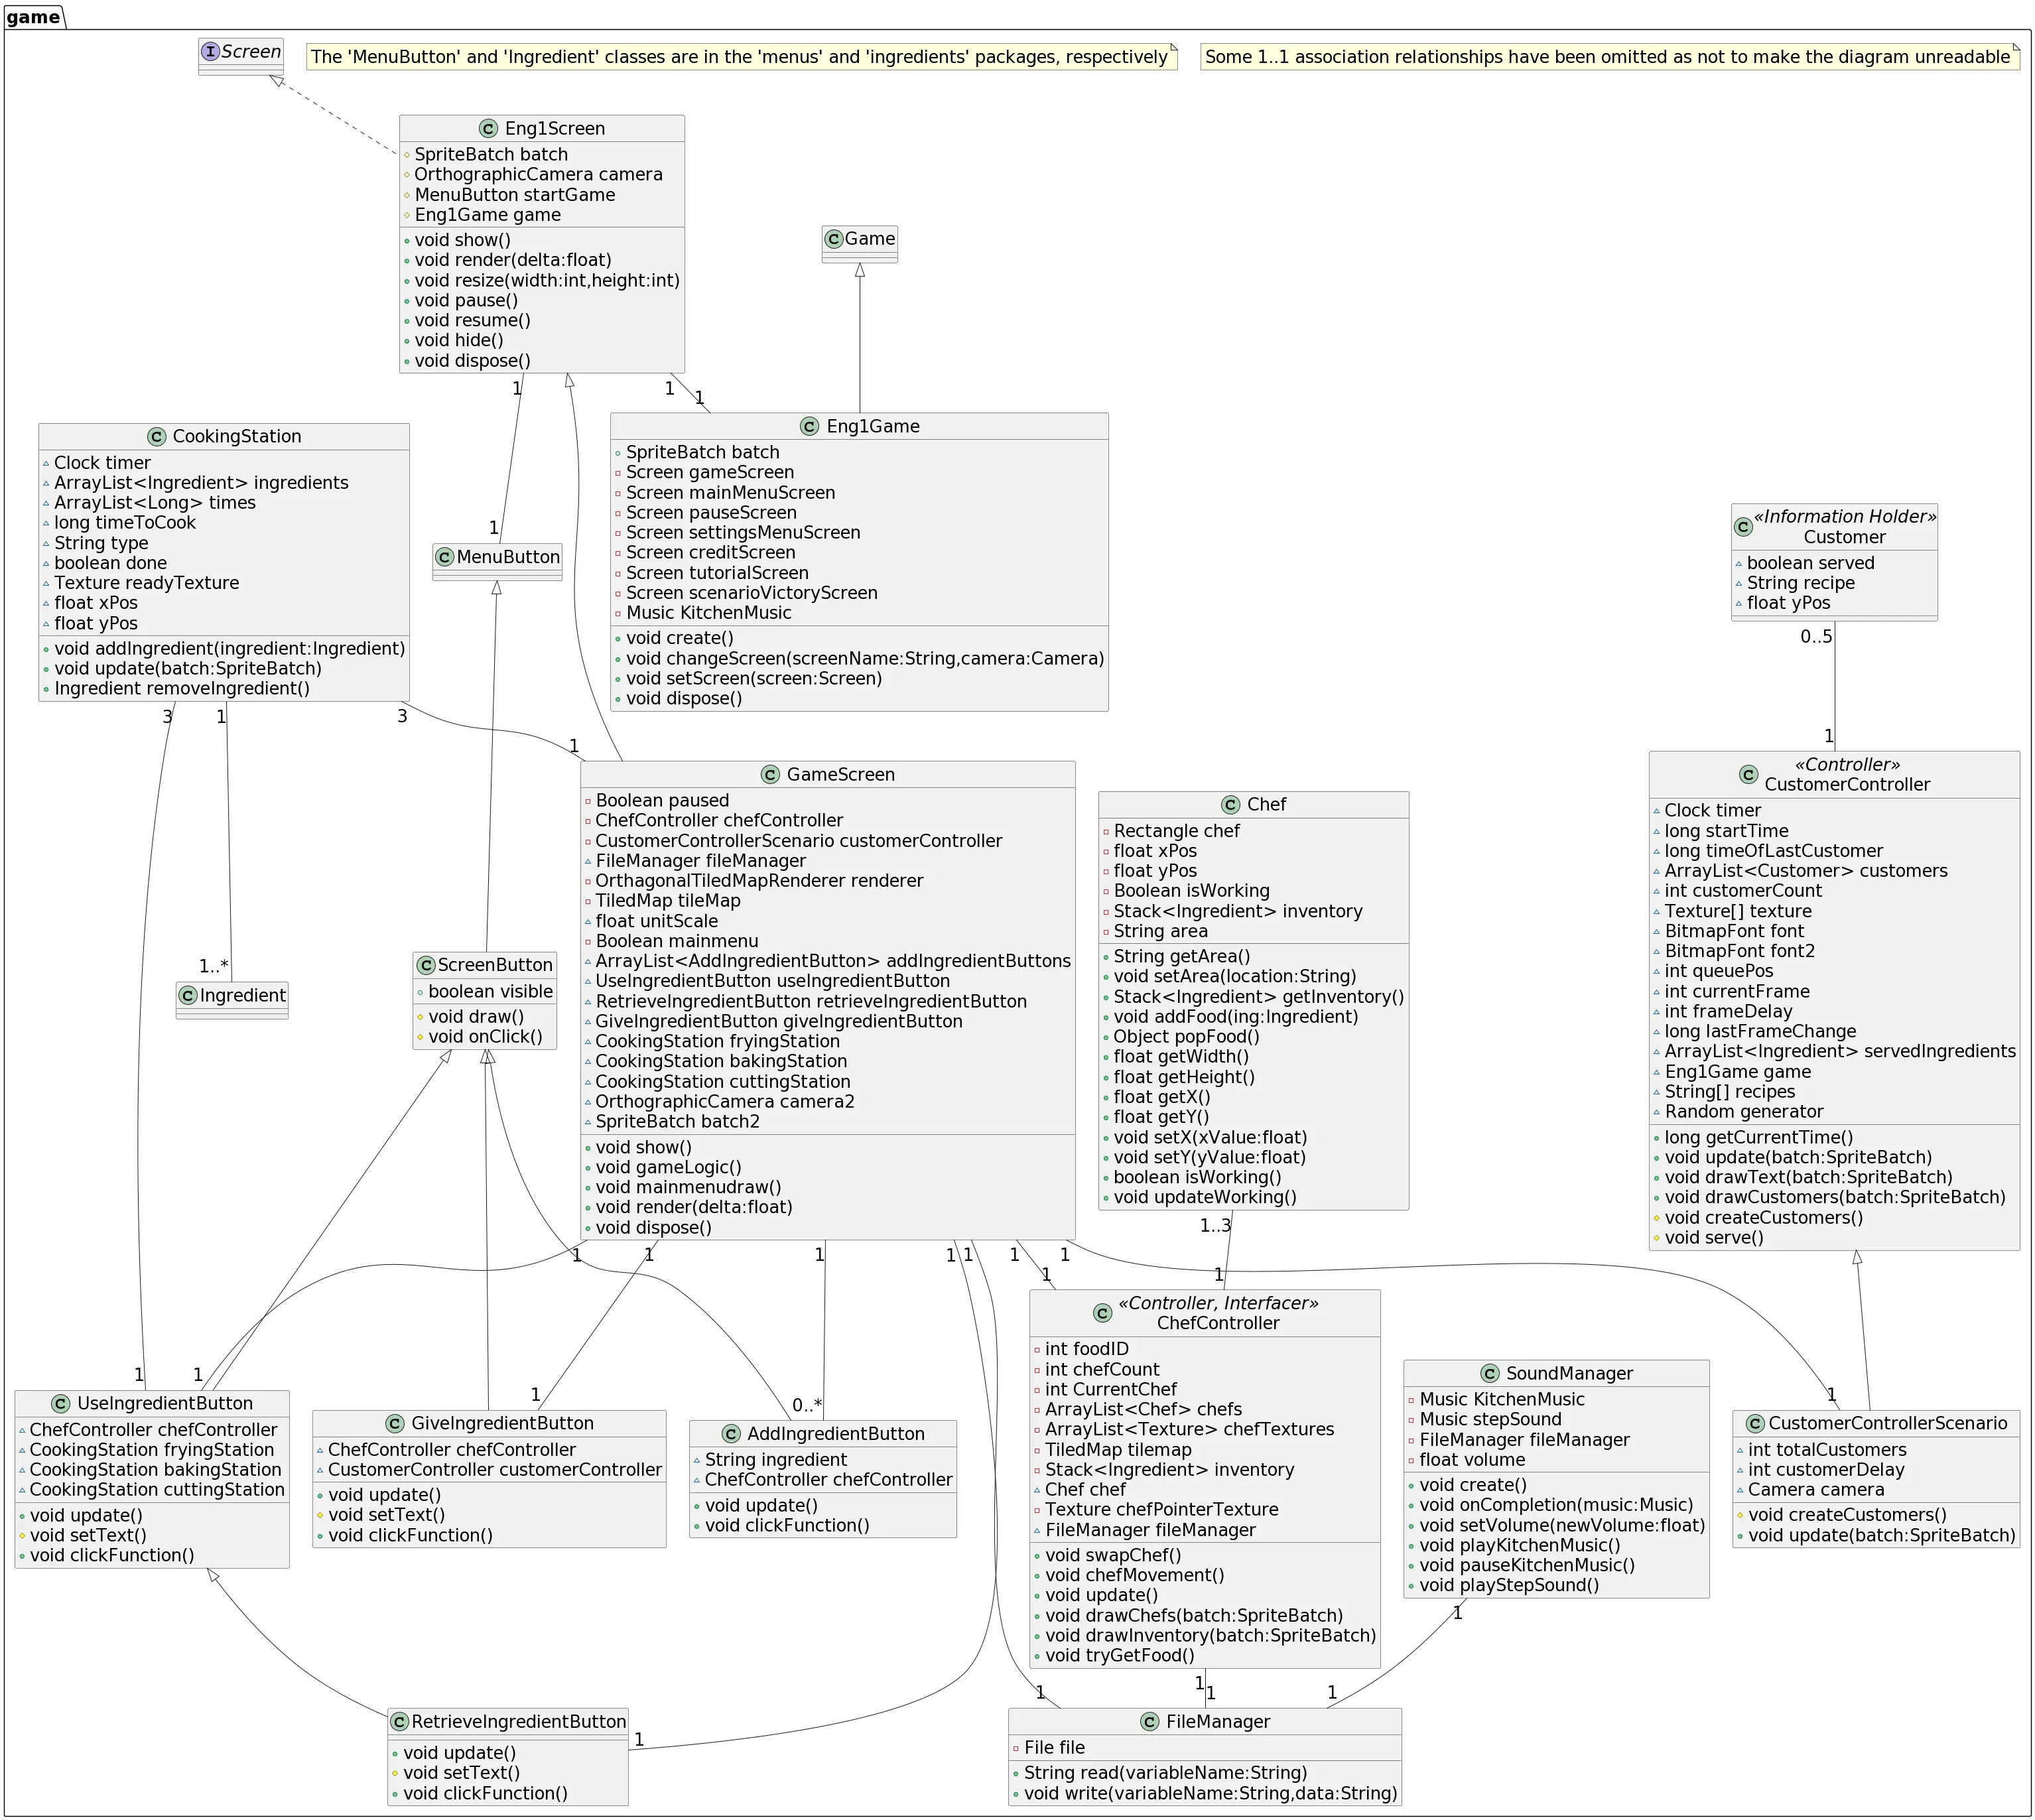 game
I Screen
The 'MenuButton' and 'Ingredient' classes are in the 'menus' and 'ingredients' packages, respectively
Some 1..1 association relationships have been omitted as not to make the diagram unreadable
C Eng1Screen
SpriteBatch batch
OrthographicCamera camera
MenuButton startGame
Eng1Game game
void show()
void render(delta:float)
void resize(width:int,height:int)
void pause()
void resume()
void hide()
void dispose()
1
1
1
C Game
C Eng1Game
SpriteBatch batch
Screen gameScreen
Screen mainMenuScreen
Screen pauseScreen
Screen settingsMenuScreen
Screen creditScreen
Screen tutorialScreen
Screen scenarioVictoryScreen
Music KitchenMusic
void create()
void changeScreen(screenName:String,camera:Camera)
void setScreen(screen:Screen)
void dispose()
C CookingStation
Clock timer
ArrayList<Ingredient> ingredients
ArrayList<Long> times
long timeToCook
String type
boolean done
Texture readyTexture
float xPos
float yPos
void addIngredient(ingredient:Ingredient)
void update(batch:SpriteBatch)
Ingredient removeIngredient()
3
1
3
1
1
C MenuButton
«Information Holder»
C Customer
boolean served
String recipe
float yPos
0..5
1
C GameScreen
Boolean paused
ChefController chefController
CustomerControllerScenario customerController
FileManager fileManager
OrthagonalTiledMapRenderer renderer
TiledMap tileMap
float unitScale
Boolean mainmenu
ArrayList<AddIngredientButton> addIngredientButtons
UseIngredientButton useIngredientButton
RetrieveIngredientButton retrieveIngredientButton
GiveIngredientButton giveIngredientButton
CookingStation fryingStation
CookingStation bakingStation
CookingStation cuttingStation
OrthographicCamera camera2
SpriteBatch batch2
void show()
void gameLogic()
void mainmenudraw()
void render(delta:float)
void dispose()
C Chef
Rectangle chef
float xPos
float yPos
Boolean isWorking
Stack<Ingredient> inventory
String area
String getArea()
void setArea(location:String)
Stack<Ingredient> getInventory()
void addFood(ing:Ingredient)
Object popFood()
float getWidth()
float getHeight()
float getX()
float getY()
void setX(xValue:float)
void setY(yValue:float)
boolean isWorking()
void updateWorking()
«Controller»
C CustomerController
Clock timer
long startTime
long timeOfLastCustomer
ArrayList<Customer> customers
int customerCount
Texture[] texture
BitmapFont font
BitmapFont font2
int queuePos
int currentFrame
int frameDelay
long lastFrameChange
ArrayList<Ingredient> servedIngredients
Eng1Game game
String[] recipes
Random generator
long getCurrentTime()
void update(batch:SpriteBatch)
void drawText(batch:SpriteBatch)
void drawCustomers(batch:SpriteBatch)
void createCustomers()
void serve()
1..*
C Ingredient
C ScreenButton
boolean visible
void draw()
void onClick()
1
1
1
1
1
1
1
1..3
1
1
1
1
1
0..*
1
C UseIngredientButton
ChefController chefController
CookingStation fryingStation
CookingStation bakingStation
CookingStation cuttingStation
void update()
void setText()
void clickFunction()
C GiveIngredientButton
ChefController chefController
CustomerController customerController
void update()
void setText()
void clickFunction()
C AddIngredientButton
String ingredient
ChefController chefController
void update()
void clickFunction()
«Controller, Interfacer»
C ChefController
int foodID
int chefCount
int CurrentChef
ArrayList<Chef> chefs
ArrayList<Texture> chefTextures
TiledMap tilemap
Stack<Ingredient> inventory
Chef chef
Texture chefPointerTexture
FileManager fileManager
void swapChef()
void chefMovement()
void update()
void drawChefs(batch:SpriteBatch)
void drawInventory(batch:SpriteBatch)
void tryGetFood()
C SoundManager
Music KitchenMusic
Music stepSound
FileManager fileManager
float volume
void create()
void onCompletion(music:Music)
void setVolume(newVolume:float)
void playKitchenMusic()
void pauseKitchenMusic()
void playStepSound()
C CustomerControllerScenario
int totalCustomers
int customerDelay
Camera camera
void createCustomers()
void update(batch:SpriteBatch)
1
1
1
1
1
1
C RetrieveIngredientButton
void update()
void setText()
void clickFunction()
C FileManager
File file
String read(variableName:String)
void write(variableName:String,data:String)